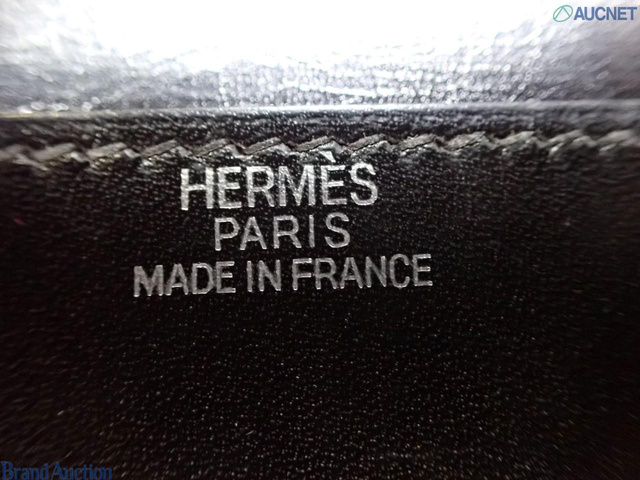 AUCNET
HERMÈS
PARIS
MADE IN FRANCE
Brand Auction